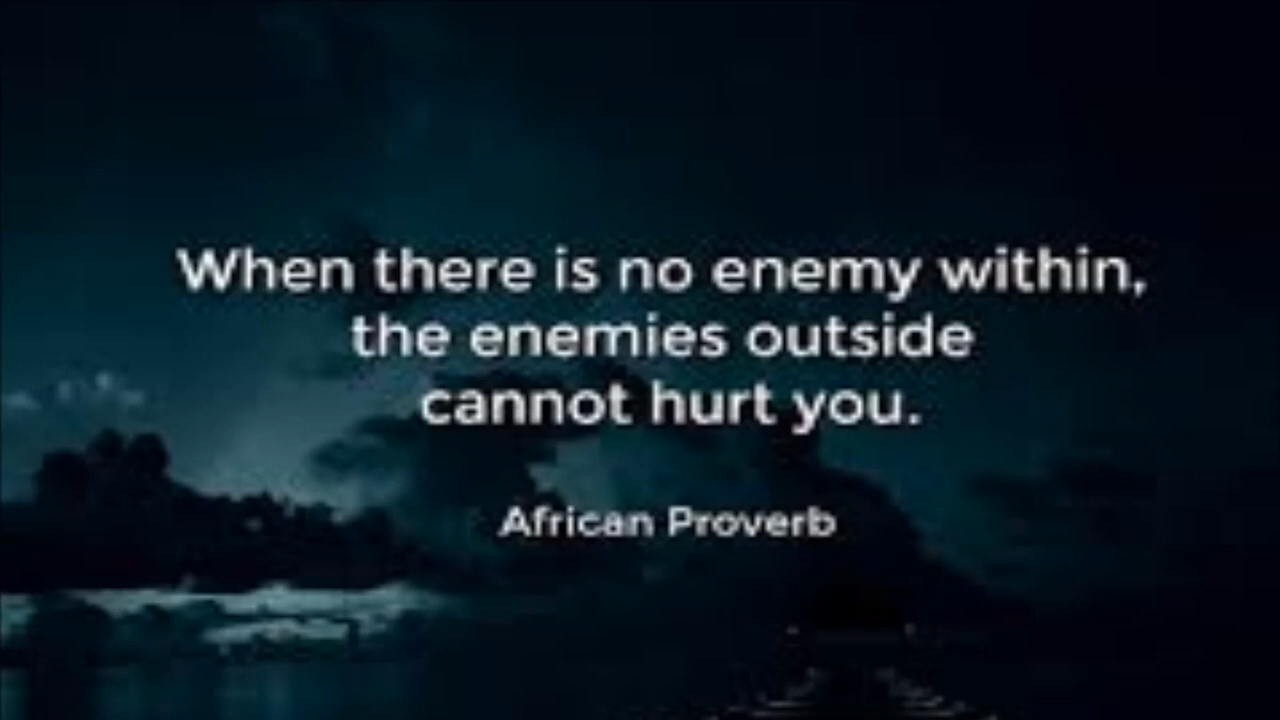 When there is no enemy within,
the enemies outside
cannot hurt you.
African Proverb